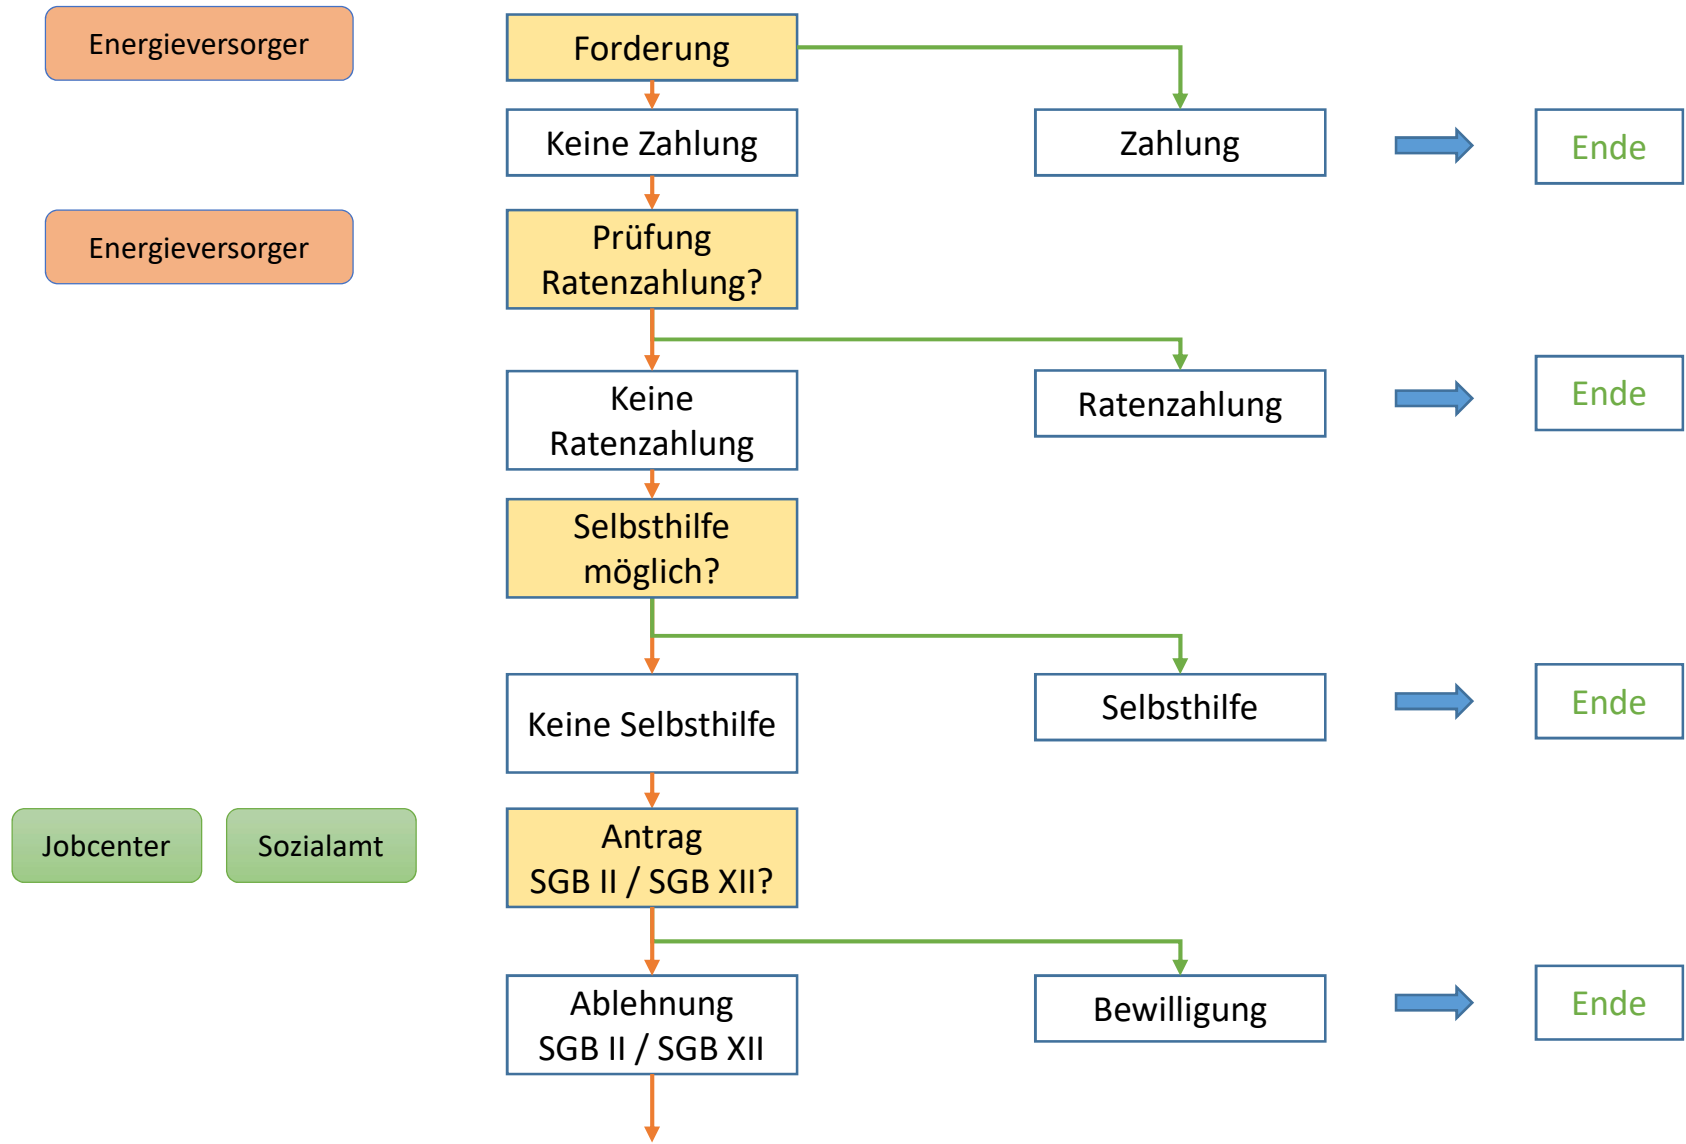 Energieversorger
Forderung
Keine Zahlung
Zahlung
Ende
Energieversorger
Prüfung
Ratenzahlung?
Keine
Ratenzahlung
Ratenzahlung
Ende
Selbsthilfe
möglich?
Keine Selbsthilfe
Selbsthilfe
Ende
Jobcenter
Sozialamt
Antrag
SGB II / SGB XII?
Ablehnung
SGB II / SGB XII
Bewilligung
Ende